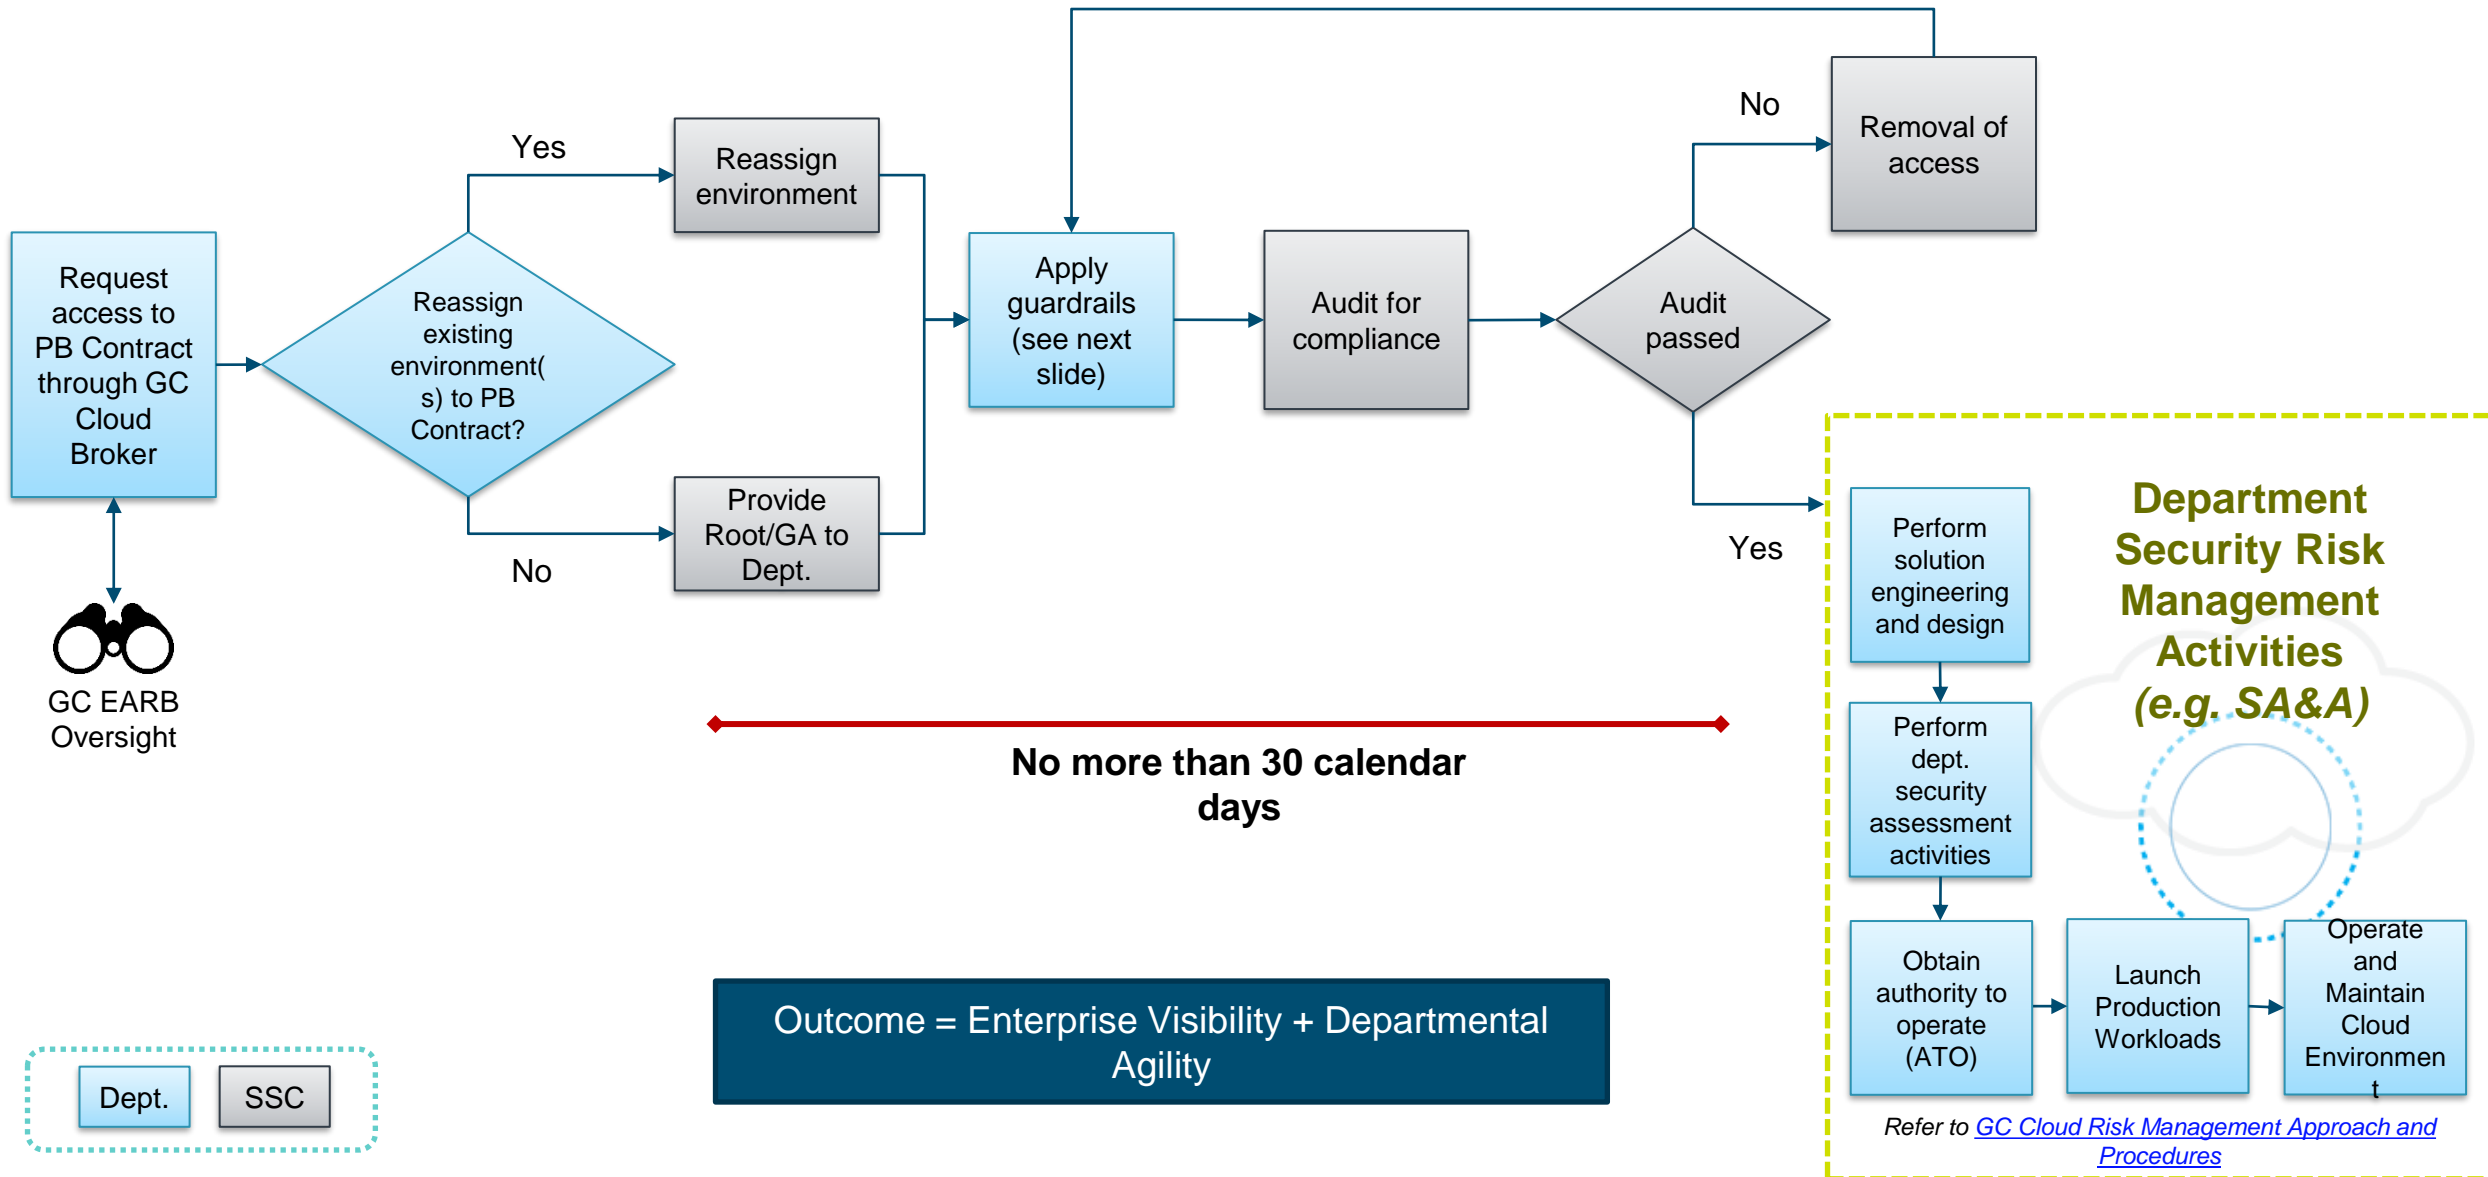 Request
access to
PB Contract
through GC
Cloud
Broker
GC EARB
Oversight
Reassign
existing
environment(
s) to PB
Contract?
Yes
No
Reassign
environment
Provide
Root/GA to
Dept.
Apply
guardrails
(see next
slide)
Audit for
compliance
Audit
passed
No
Yes
Removal of
access
No more than 30 calendar
days
Outcome = Enterprise Visibility + Departmental
Agility
Department
Security Risk
Management
Activities
(e.g. SA&A)
Perform
solution
engineering
and design
Perform
dept.
security
assessment
activities
Obtain
authority to
operate
(ATO)
Launch
Production
Workloads
Operate
and
Maintain
Cloud
Environmen
t
Refer to GC Cloud Risk Management Approach and
Procedures
Dept.
SSC